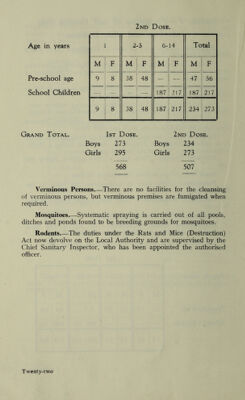 2nd Dose.
Age in years 1 2-5 6-14 Total
M F M F M F M F
Pre-school age 9 8 38 48 — — 47 56
School Children — — — — 187 217 187 217
9 8 38 48 187 217 234 273
Grand Total. 1st Dose. 2nd Dose.
Boys 273 Boys 234
Girls 295 Girls 273
568 507
Verminous Persons.—There are no facilities for the cleansing
of verminous persons, but verminous premises are fumigated when
required.
Mosquitoes.—Systematic spraying is carried out of all pools,
ditches and ponds found to be breeding grounds for mosquitoes.
Rodents.—The duties under the Rats and Mice (Destruction)
Act now devolve on the Local Authority and are supervised by the
Chief Sanitary Inspector, who has been appointed the authorised
officer.
Twenty-two